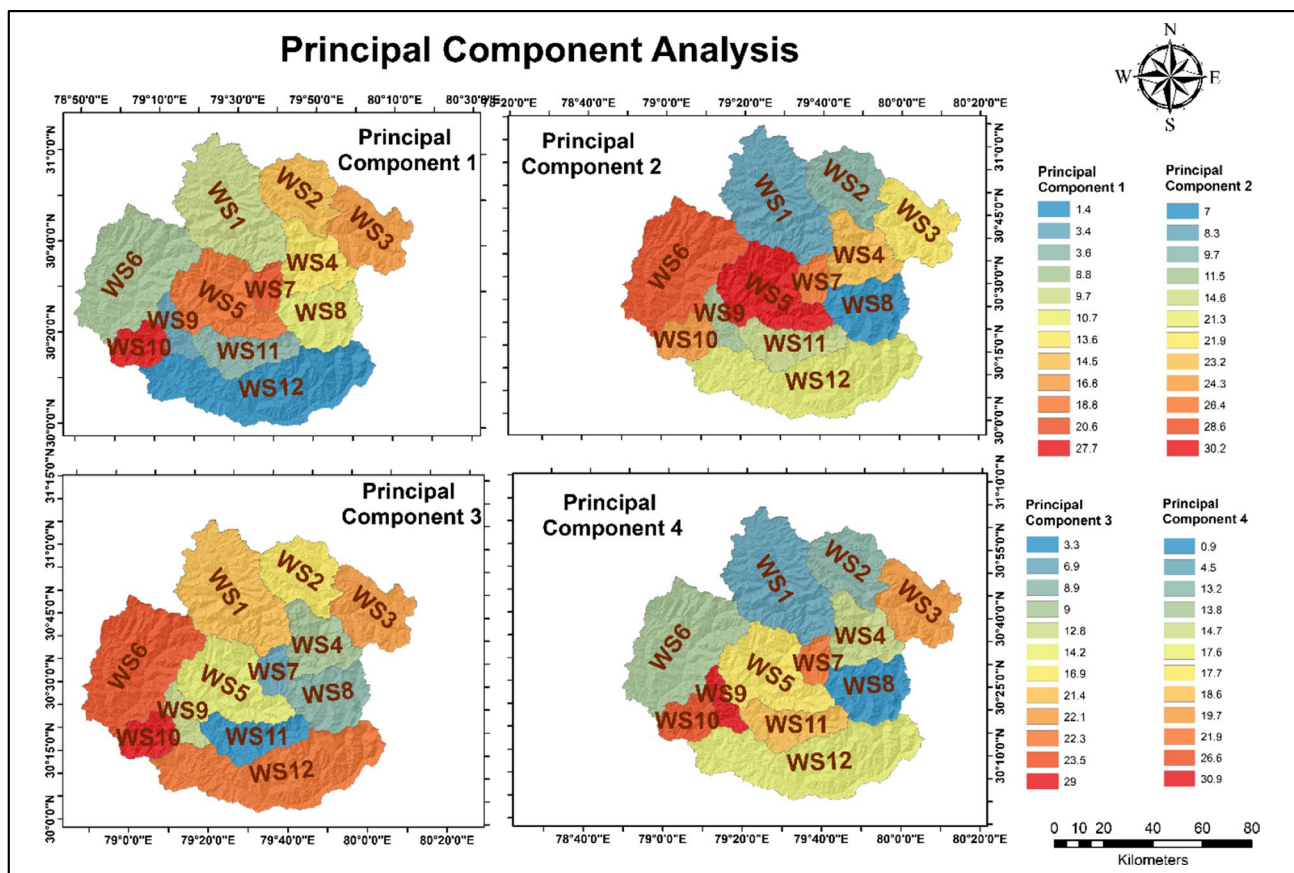 Principal Component Analysis
N
W E
S
78°50'0"E 79°10'0"E 79°30'0"E 79°50'0"E 80°10'0"E 80°30'0"E
31°0'0"N
30°40'0"N
30°20'0"N
30°0'0"N
Principal
Component 1
WS1
WS2
WS3
WS4
WS6
WS5
WS7
WS8
WS9
WS10
WS11
WS12
78°40'0"E 79°0'0"E 79°20'0"E 79°40'0"E 80°0'0"E 80°20'0"E
Principal
Component 2
WS1
WS2
WS3
WS4
WS6
WS5
WS7
WS8
WS9
WS10
WS11
WS12
31°0'0"N
30°45'0"N
30°30'0"N
30°15'0"N
30°0'0"N
31°15'0"N
31°0'0"N
30°45'0"N
30°30'0"N
30°15'0"N
30°0'0"N
Principal
Component 3
WS1
WS2
WS3
WS4
WS6
WS5
WS7
WS8
WS9
WS10
WS11
WS12
79°0'0"E 79°20'0"E 79°40'0"E 80°0'0"E 80°20'0"E
Principal
Component 4
WS1
WS2
WS3
WS4
WS6
WS5
WS7
WS8
WS9
WS10
WS11
WS12
31°10'0"N
30°55'0"N
30°40'0"N
30°25'0"N
30°10'0"N
78°40'0"E 79°0'0"E 79°20'0"E 79°40'0"E 80°0'0"E 80°20'0"E
Principal
Component 1
1.4
3.4
3.6
8.8
9.7
10.7
13.6
14.5
16.8
18.8
20.6
27.7
Principal
Component 2
7
8.3
9.7
11.5
14.6
21.3
21.9
23.2
24.3
26.4
28.6
30.2
Principal
Component 3
3.3
6.9
8.9
9
12.8
14.2
16.9
21.4
22.1
22.3
23.5
29
Principal
Component 4
0.9
4.5
13.2
13.8
14.7
17.6
17.7
18.6
19.7
21.9
26.6
30.9
0 10 20 40 60 80
Kilometers